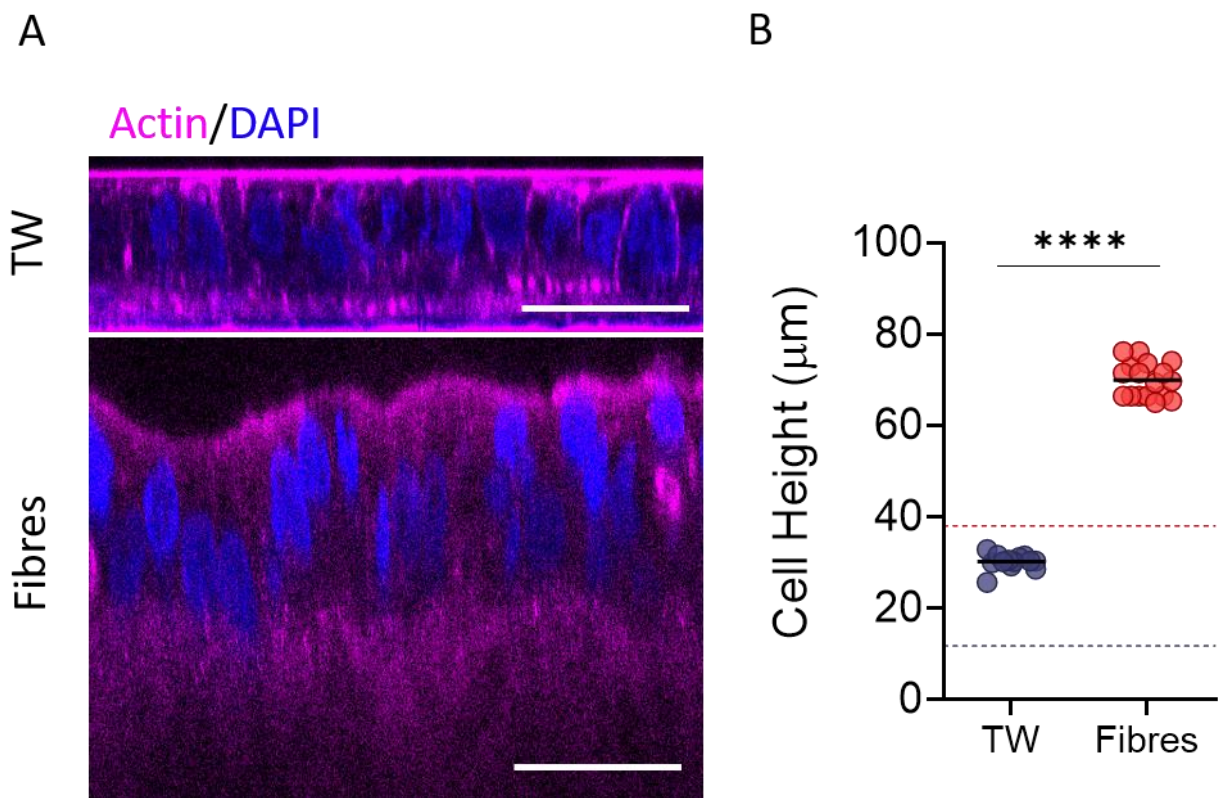 A
B
Actin/DAPI
TW
Fibres
Cell Height (μm)
****
100
80
60
40
20
0
TW
Fibres